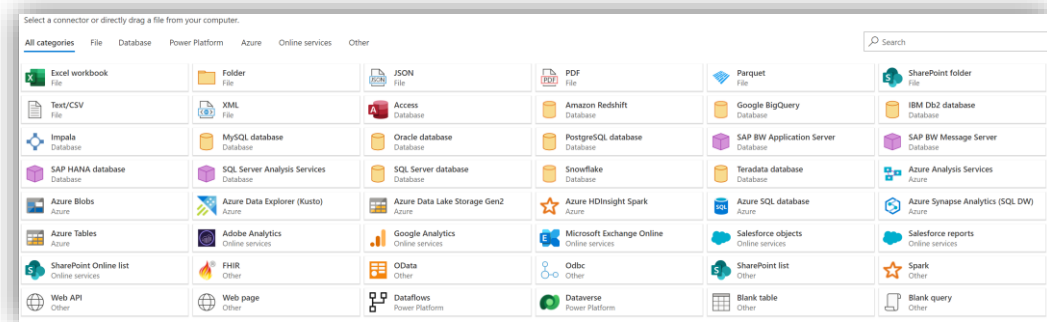 Select a connector or directly drag a file from your computer.
All categories File Database Power Platform Azure Online services Other Search
Excel workbook Folder JSON PDF Parquet SharePoint folder
File File File File File File
Text/CSV XML Access Amazon Redshift Google BigQuery IBM Db2 database
File File Database Database Database Database
Impala MySQL database Oracle database PostgreSQL database SAP BW Application Server SAP BW Message Server
Database Database Database Database Database Database
SAP HANA database SQL Server Analysis Services SQL Server database Snowflake Teradata database Azure Analysis Services
Database Database Database Database Database Azure
Azure Blobs Azure Data Explorer (Kusto) Azure Data Lake Storage Gen2 Azure HDInsight Spark Azure SQL database Azure Synapse Analytics (SQL DW)
Azure Azure Azure Azure Azure Azure
Azure Tables Adobe Analytics Google Analytics Microsoft Exchange Online Salesforce objects Salesforce reports
Azure Online services Online services Online services Online services Online services
SharePoint Online list FHIR OData Odbc SharePoint list Spark
Online services Other Other Other Other Other
Web API Web page Dataflows Dataverse Blank table Blank query
Other Other Power Platform Power Platform Other Other